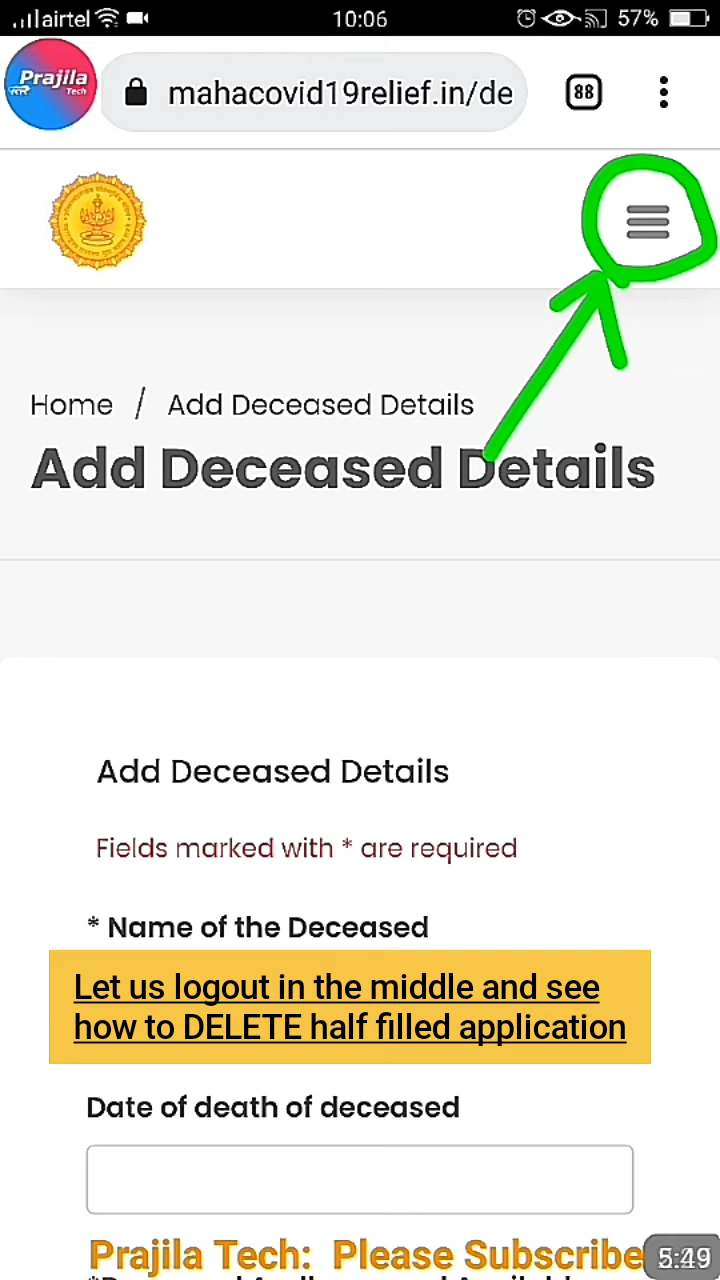 airtel 10:06 57%
Prajila
Tech
mahacovid19relief.in/de 88
Home / Add Deceased Details
Add Deceased Details
Add Deceased Details
Fields marked with * are required
* Name of the Deceased
Let us logout in the middle and see
how to DELETE half filled application
Date of death of deceased
Prajila Tech: Please Subscribe 5:49